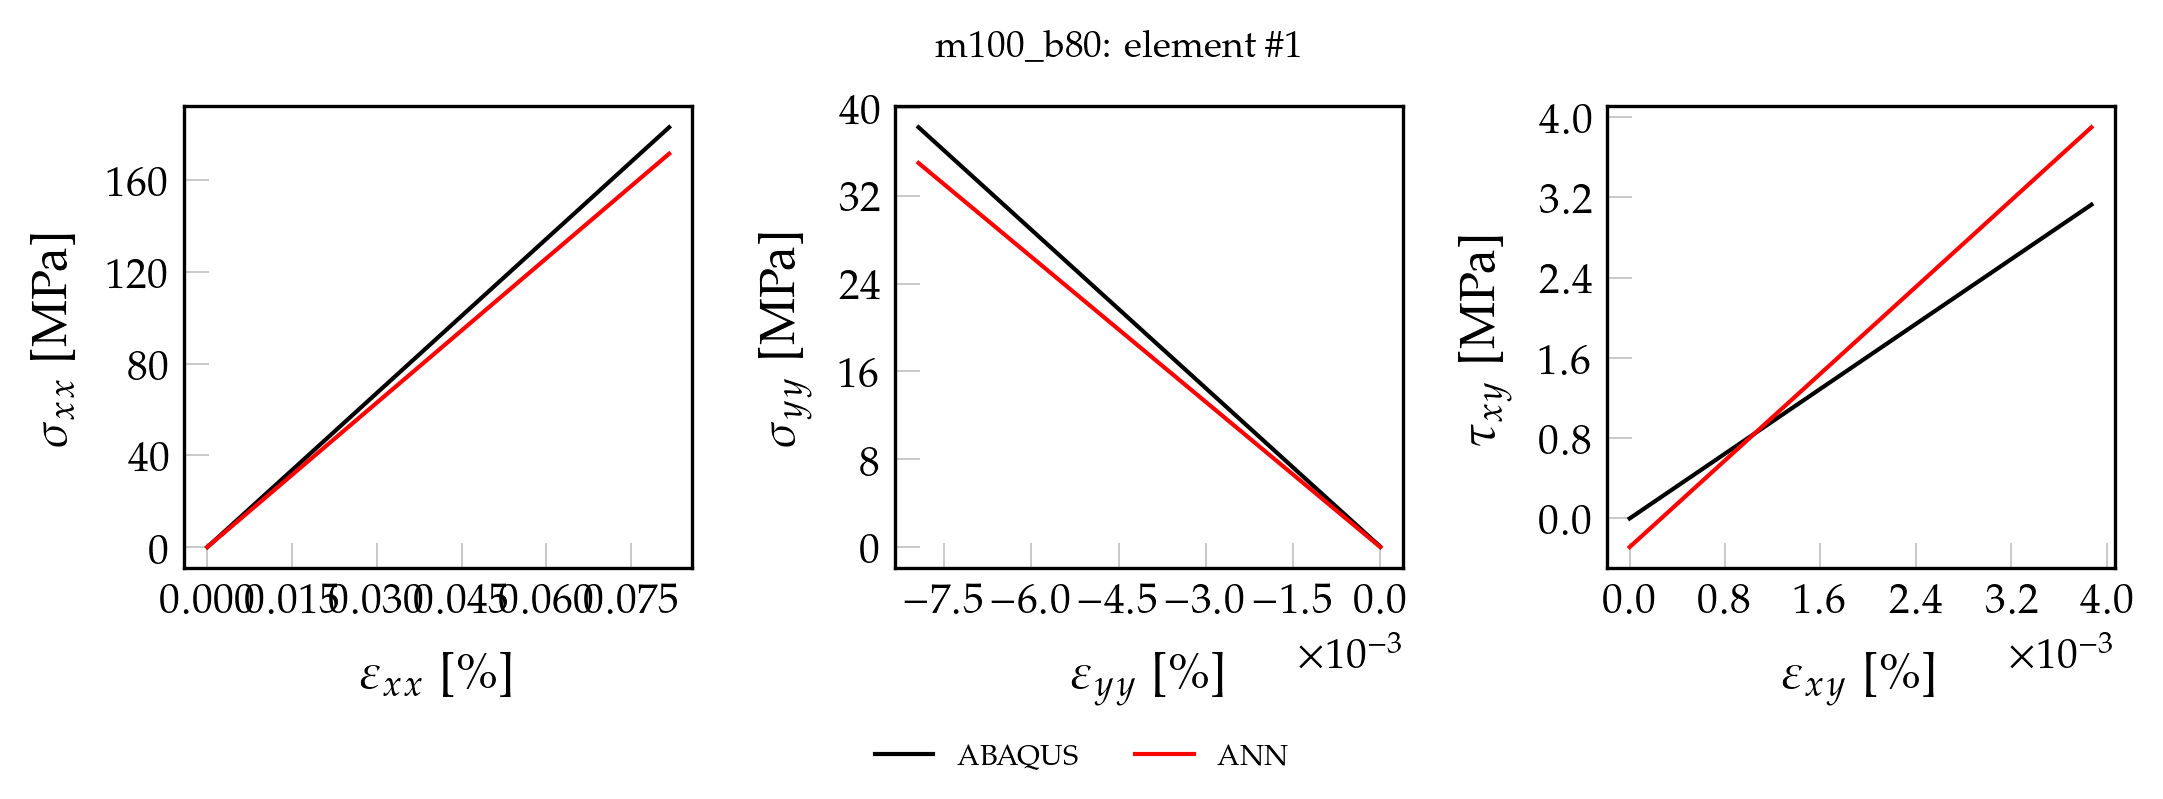 m100_b80: element #1
σxx [MPa]
160
120
80
40
0
0.000 0.015 0.030 0.045 0.060 0.075
εxx [%]
σyy [MPa]
40
32
24
16
8
0
−7.5 −6.0 −4.5 −3.0 −1.5 0.0
×10⁻³
εyy [%]
τxy [MPa]
4.0
3.2
2.4
1.6
0.8
0.0
0.0 0.8 1.6 2.4 3.2 4.0
×10⁻³
εxy [%]
ABAQUS ANN